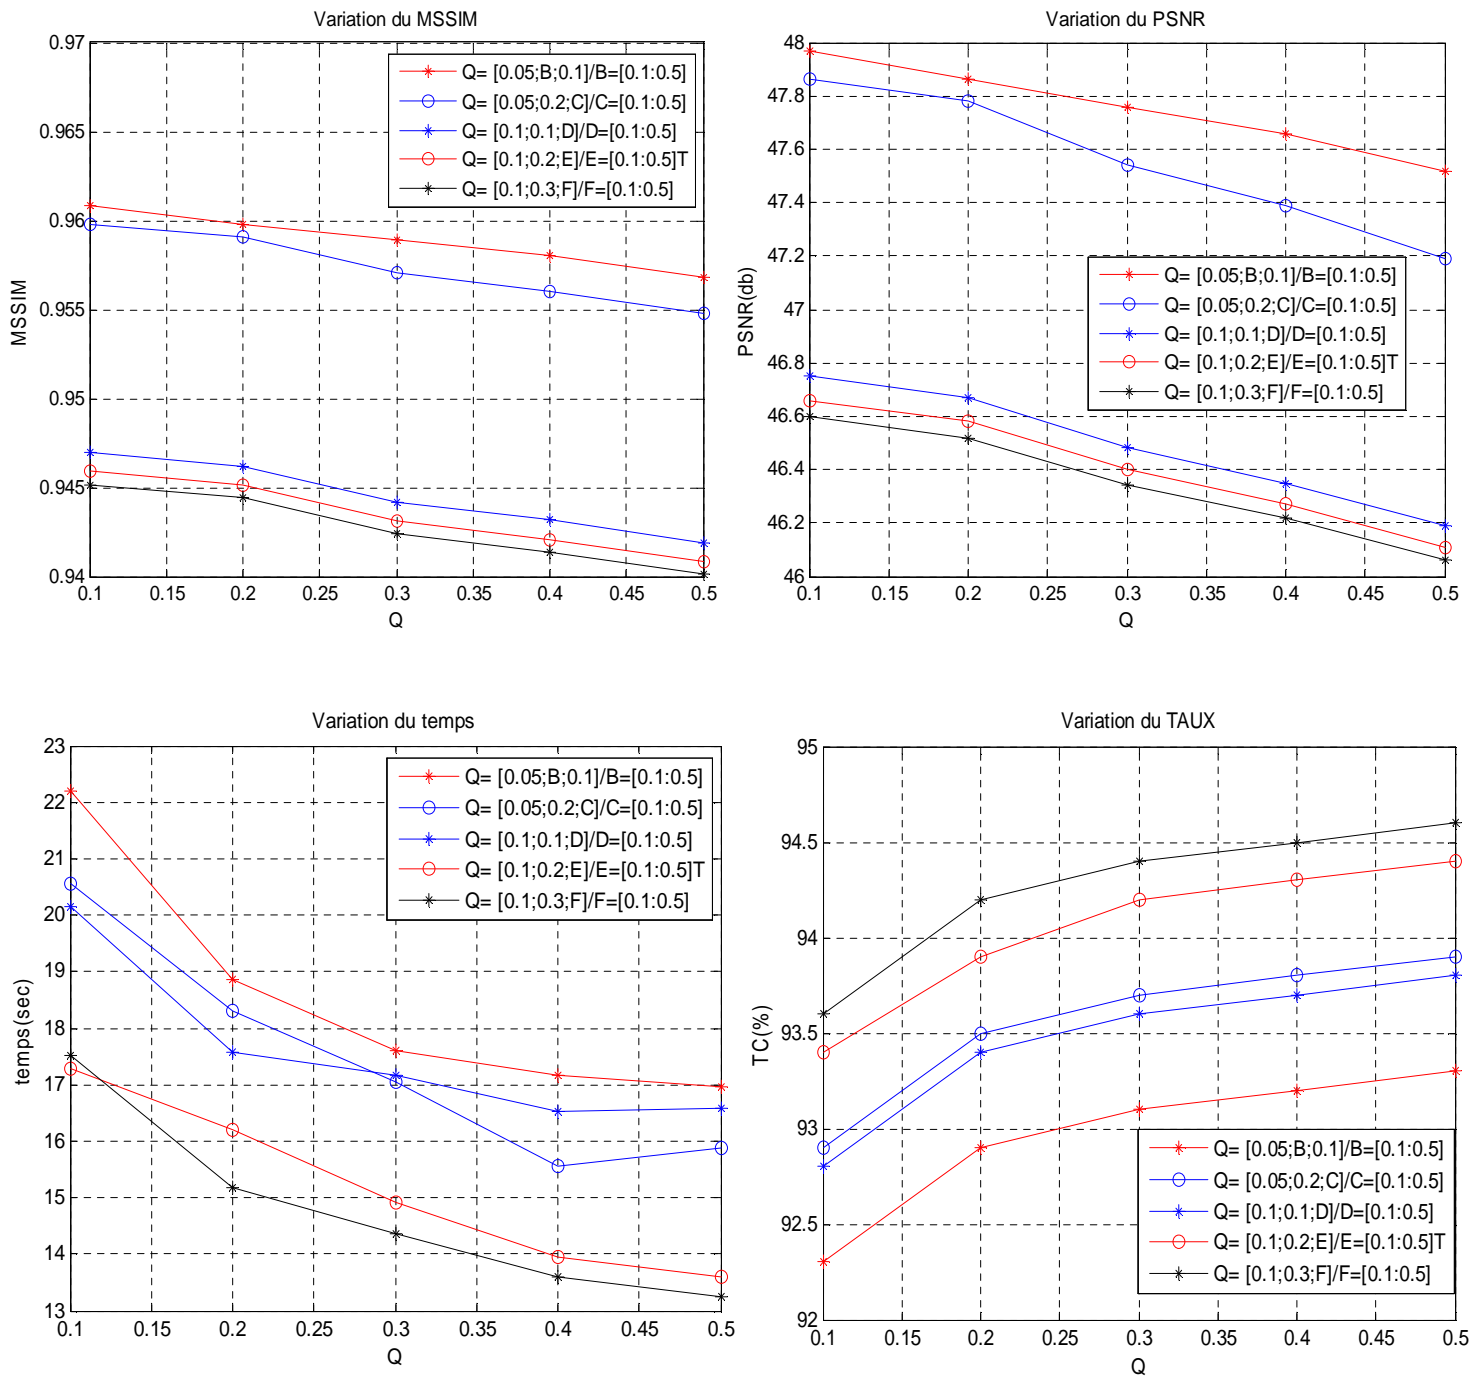 Variation du MSSIM
0.97
0.965
0.96
0.955
0.95
0.945
0.94
MSSIM
Q= [0.05;B;0.1]/B=[0.1:0.5]
Q= [0.05;0.2;C]/C=[0.1:0.5]
Q= [0.1;0.1;D]/D=[0.1:0.5]
Q= [0.1;0.2;E]/E=[0.1:0.5]T
Q= [0.1;0.3;F]/F=[0.1:0.5]
0.1 0.15 0.2 0.25 0.3 0.35 0.4 0.45 0.5
Q
Variation du PSNR
48
47.8
47.6
47.4
47.2
47
46.8
46.6
46.4
46.2
46
PSNR(db)
Q= [0.05;B;0.1]/B=[0.1:0.5]
Q= [0.05;0.2;C]/C=[0.1:0.5]
Q= [0.1;0.1;D]/D=[0.1:0.5]
Q= [0.1;0.2;E]/E=[0.1:0.5]T
Q= [0.1;0.3;F]/F=[0.1:0.5]
0.1 0.15 0.2 0.25 0.3 0.35 0.4 0.45 0.5
Q
Variation du temps
23
22
21
20
19
18
17
16
15
14
13
temps(sec)
Q= [0.05;B;0.1]/B=[0.1:0.5]
Q= [0.05;0.2;C]/C=[0.1:0.5]
Q= [0.1;0.1;D]/D=[0.1:0.5]
Q= [0.1;0.2;E]/E=[0.1:0.5]T
Q= [0.1;0.3;F]/F=[0.1:0.5]
0.1 0.15 0.2 0.25 0.3 0.35 0.4 0.45 0.5
Q
Variation du TAUX
95
94.5
94
93.5
93
92.5
92
TC(%)
Q= [0.05;B;0.1]/B=[0.1:0.5]
Q= [0.05;0.2;C]/C=[0.1:0.5]
Q= [0.1;0.1;D]/D=[0.1:0.5]
Q= [0.1;0.2;E]/E=[0.1:0.5]T
Q= [0.1;0.3;F]/F=[0.1:0.5]
0.1 0.15 0.2 0.25 0.3 0.35 0.4 0.45 0.5
Q